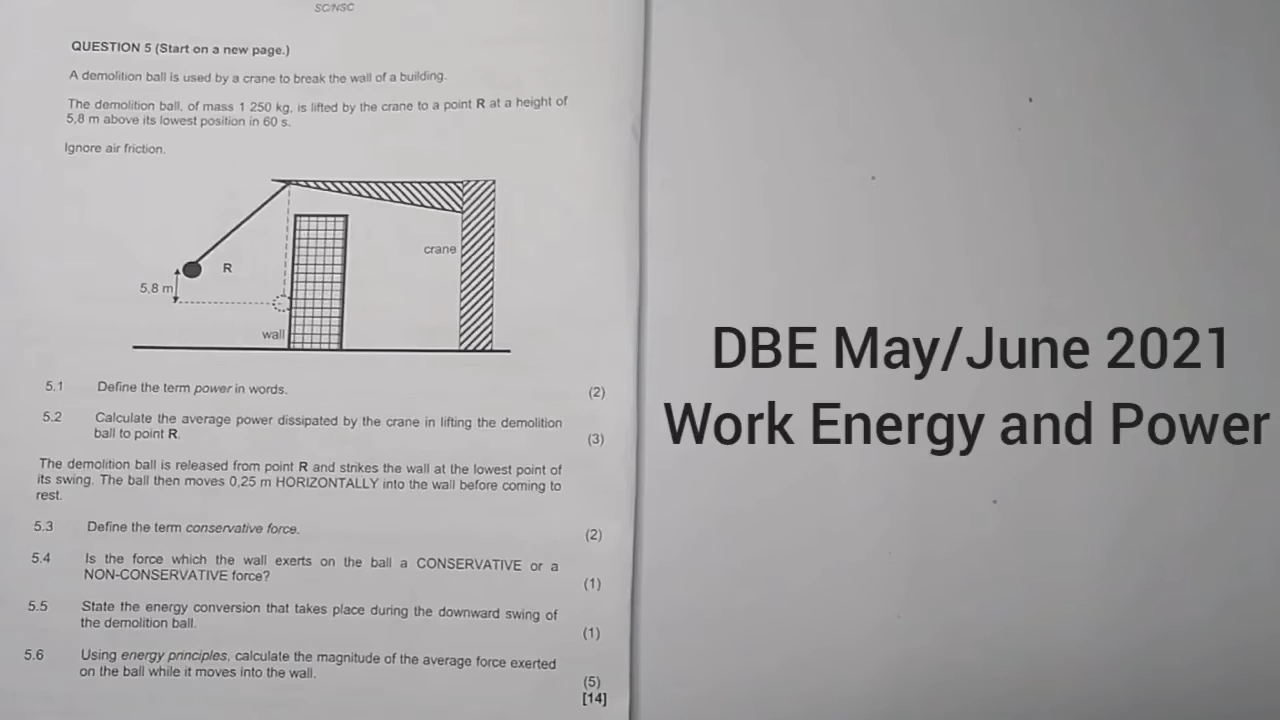 SC/NSC
QUESTION 5 (Start on a new page.)
A demolition ball is used by a crane to break the wall of a building.
The demolition ball, of mass 1 250 kg, is lifted by the crane to a point R at a height of
5,8 m above its lowest position in 60 s.
Ignore air friction.
crane
R
5,8 m
wall
5.1 Define the term power in words. (2)
5.2 Calculate the average power dissipated by the crane in lifting the demolition
ball to point R. (3)
The demolition ball is released from point R and strikes the wall at the lowest point of
its swing. The ball then moves 0,25 m HORIZONTALLY into the wall before coming to
rest.
5.3 Define the term conservative force. (2)
5.4 Is the force which the wall exerts on the ball a CONSERVATIVE or a
NON-CONSERVATIVE force? (1)
5.5 State the energy conversion that takes place during the downward swing of
the demolition ball. (1)
5.6 Using energy principles, calculate the magnitude of the average force exerted
on the ball while it moves into the wall. (5)
[14]
DBE May/June 2021
Work Energy and Power